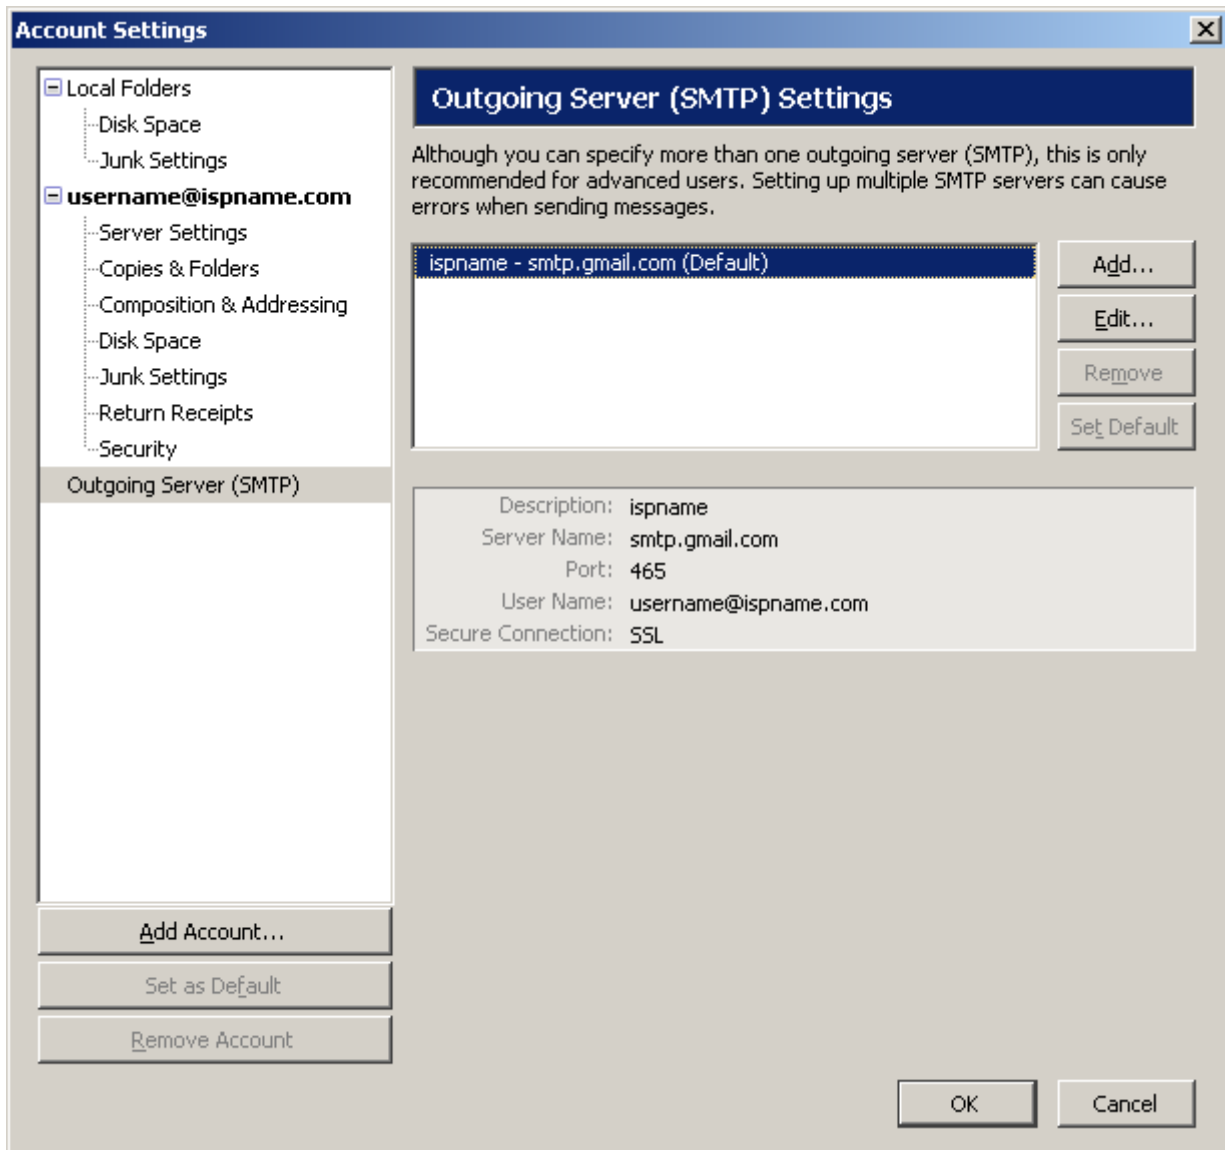 Account Settings
Local Folders
Disk Space
Junk Settings
username@ispname.com
Server Settings
Copies & Folders
Composition & Addressing
Disk Space
Junk Settings
Return Receipts
Security
Outgoing Server (SMTP)
Add Account...
Set as Default
Remove Account
Outgoing Server (SMTP) Settings
Although you can specify more than one outgoing server (SMTP), this is only
recommended for advanced users. Setting up multiple SMTP servers can cause
errors when sending messages.
ispname - smtp.gmail.com (Default)
Add...
Edit...
Remove
Set Default
Description: ispname
Server Name: smtp.gmail.com
Port: 465
User Name: username@ispname.com
Secure Connection: SSL
OK
Cancel